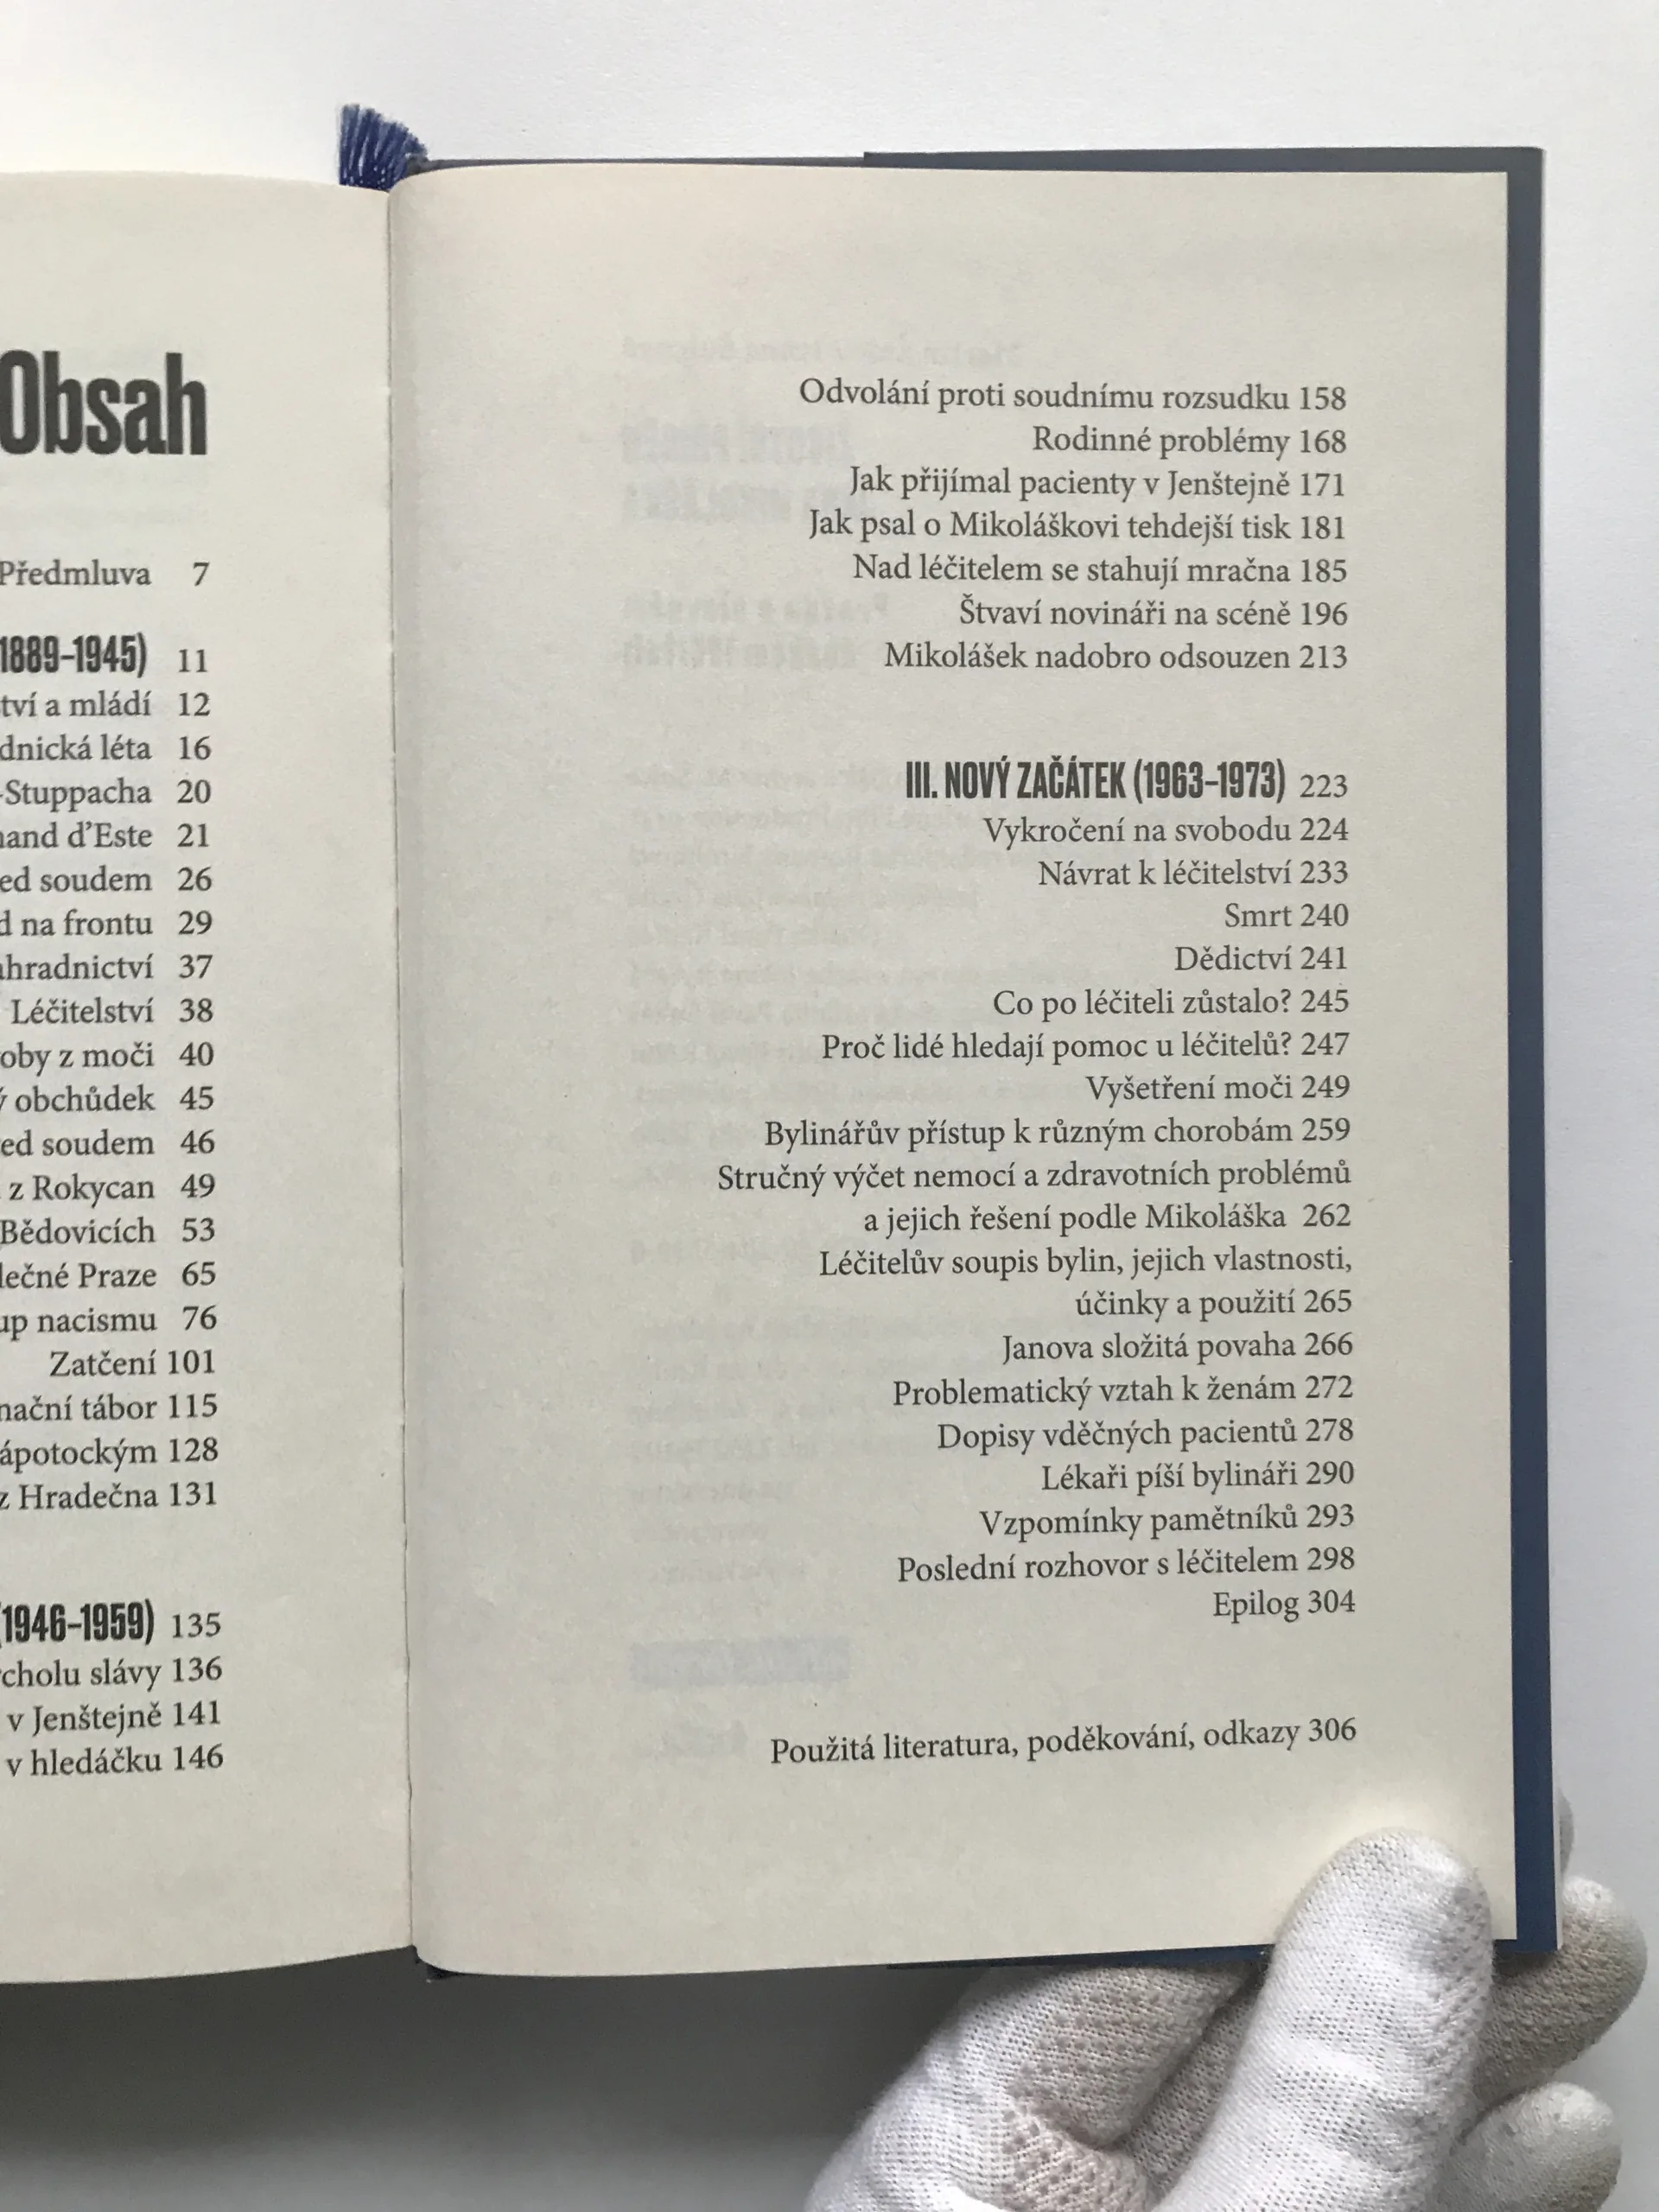 Obsah
Předmluva 7
1889–1945) 11
tví a mládí 12
dnická léta 16
-Stuppacha 20
nand d’Este 21
ed soudem 26
d na frontu 29
ahradnictví 37
Léčitelství 38
oby z moči 40
ý obchůdek 45
ed soudem 46
z Rokycan 49
Bědovicích 53
lečné Praze 65
up nacismu 76
Zatčení 101
nační tábor 115
ápotockým 128
z Hradečna 131
(1946–1959) 135
cholu slávy 136
v Jenštejně 141
v hledáčku 146
Odvolání proti soudnímu rozsudku 158
Rodinné problémy 168
Jak přijímal pacienty v Jenštejně 171
Jak psal o Mikoláškovi tehdejší tisk 181
Nad léčitelem se stahují mračna 185
Štvaví novináři na scéně 196
Mikolášek nadobro odsouzen 213
III. NOVÝ ZAČÁTEK (1963–1973) 223
Vykročení na svobodu 224
Návrat k léčitelství 233
Smrt 240
Dědictví 241
Co po léčiteli zůstalo? 245
Proč lidé hledají pomoc u léčitelů? 247
Vyšetření moči 249
Bylinářův přístup k různým chorobám 259
Stručný výčet nemocí a zdravotních problémů
a jejich řešení podle Mikoláška 262
Léčitelův soupis bylin, jejich vlastnosti,
účinky a použití 265
Janova složitá povaha 266
Problematický vztah k ženám 272
Dopisy vděčných pacientů 278
Lékaři píší bylináři 290
Vzpomínky pamětníků 293
Poslední rozhovor s léčitelem 298
Epilog 304
Použitá literatura, poděkování, odkazy 306